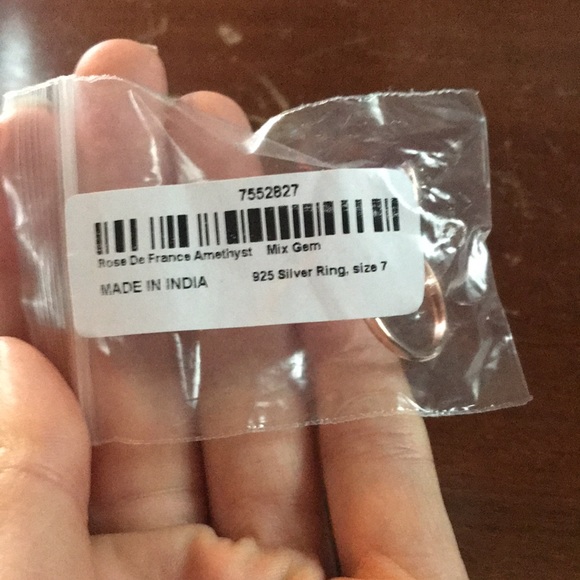 7552827
Rose De France Amethyst Mix Gem
MADE IN INDIA 925 Silver Ring, size 7